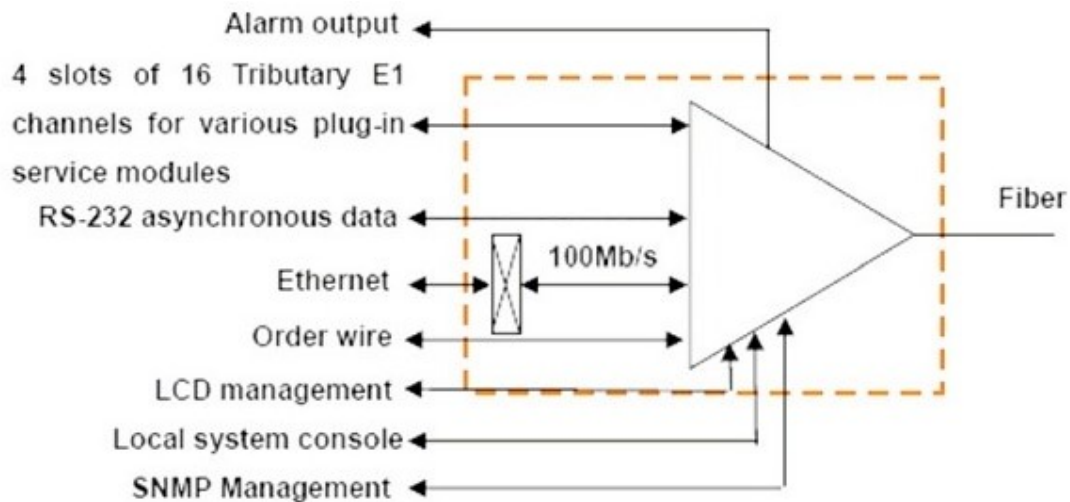 Alarm output
4 slots of 16 Tributary E1
channels for various plug-in
service modules
RS-232 asynchronous data
Ethernet
100Mb/s
Order wire
LCD management
Local system console
SNMP Management
Fiber